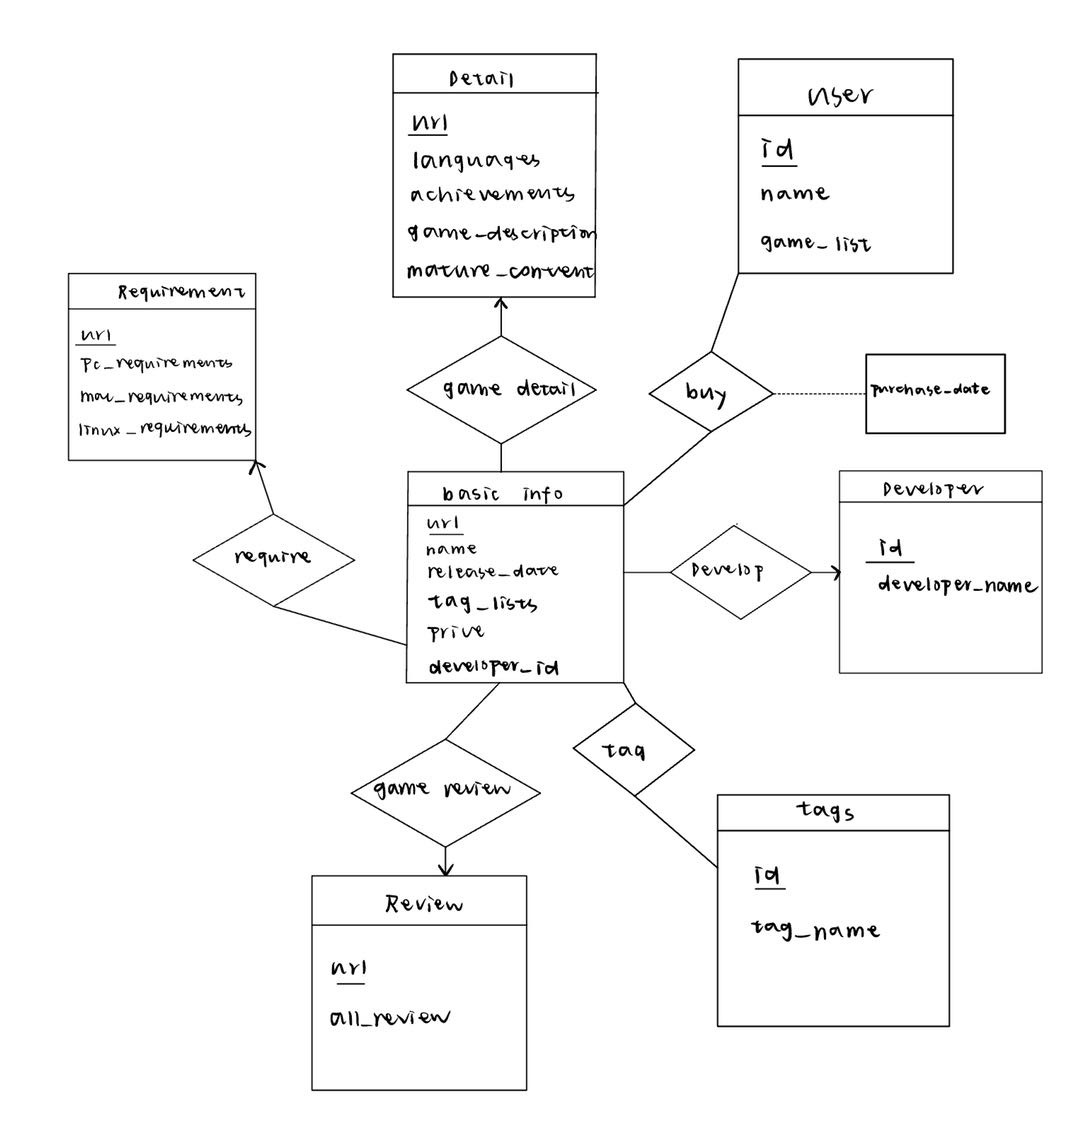 Detail
url
languages
achievements
game_description
mature_content
User
id
name
game_list
Requirement
url
pc_requirements
mac_requirements
linux_requirements
game detail
buy
purchase_date
require
basic info
url
name
release_date
tag_lists
price
developer_id
Develop
Developer
id
developer_name
game review
tag
Review
url
all_review
tags
id
tag_name